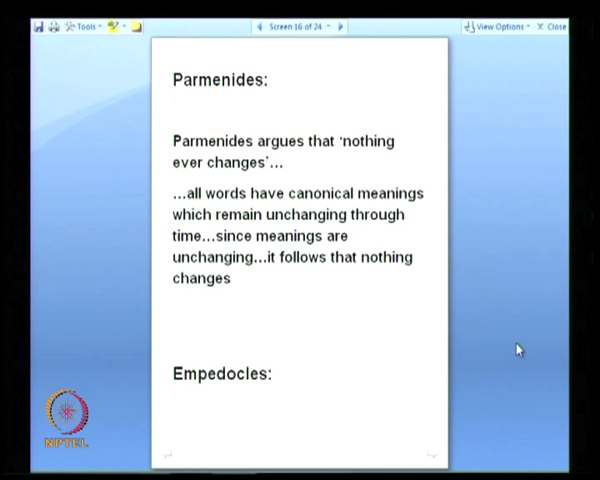 Tools
Screen 16 of 24
View Options
Close
Parmenides:
Parmenides argues that ‘nothing
ever changes’...
...all words have canonical meanings
which remain unchanging through
time...since meanings are
unchanging...it follows that nothing
changes
Empedocles:
NPTEL